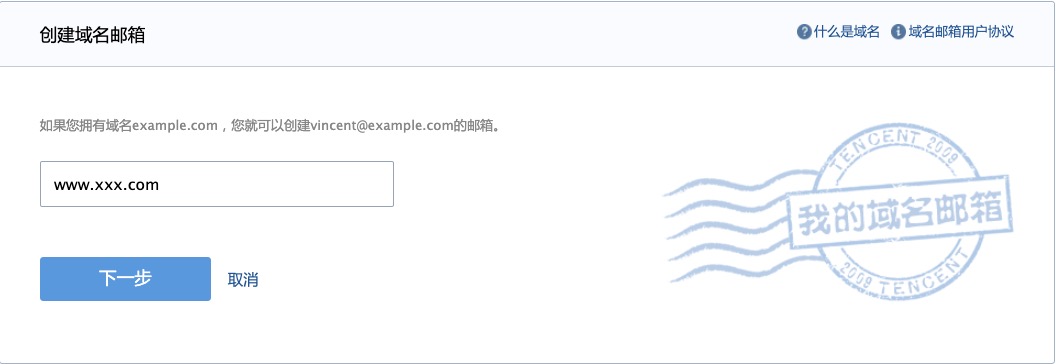 创建域名邮箱
什么是域名 域名邮箱用户协议
如果您拥有域名example.com，您就可以创建vincent@example.com的邮箱。
www.xxx.com
TENCENT 2009
我的域名邮箱
2009 TENCENT
下一步 取消